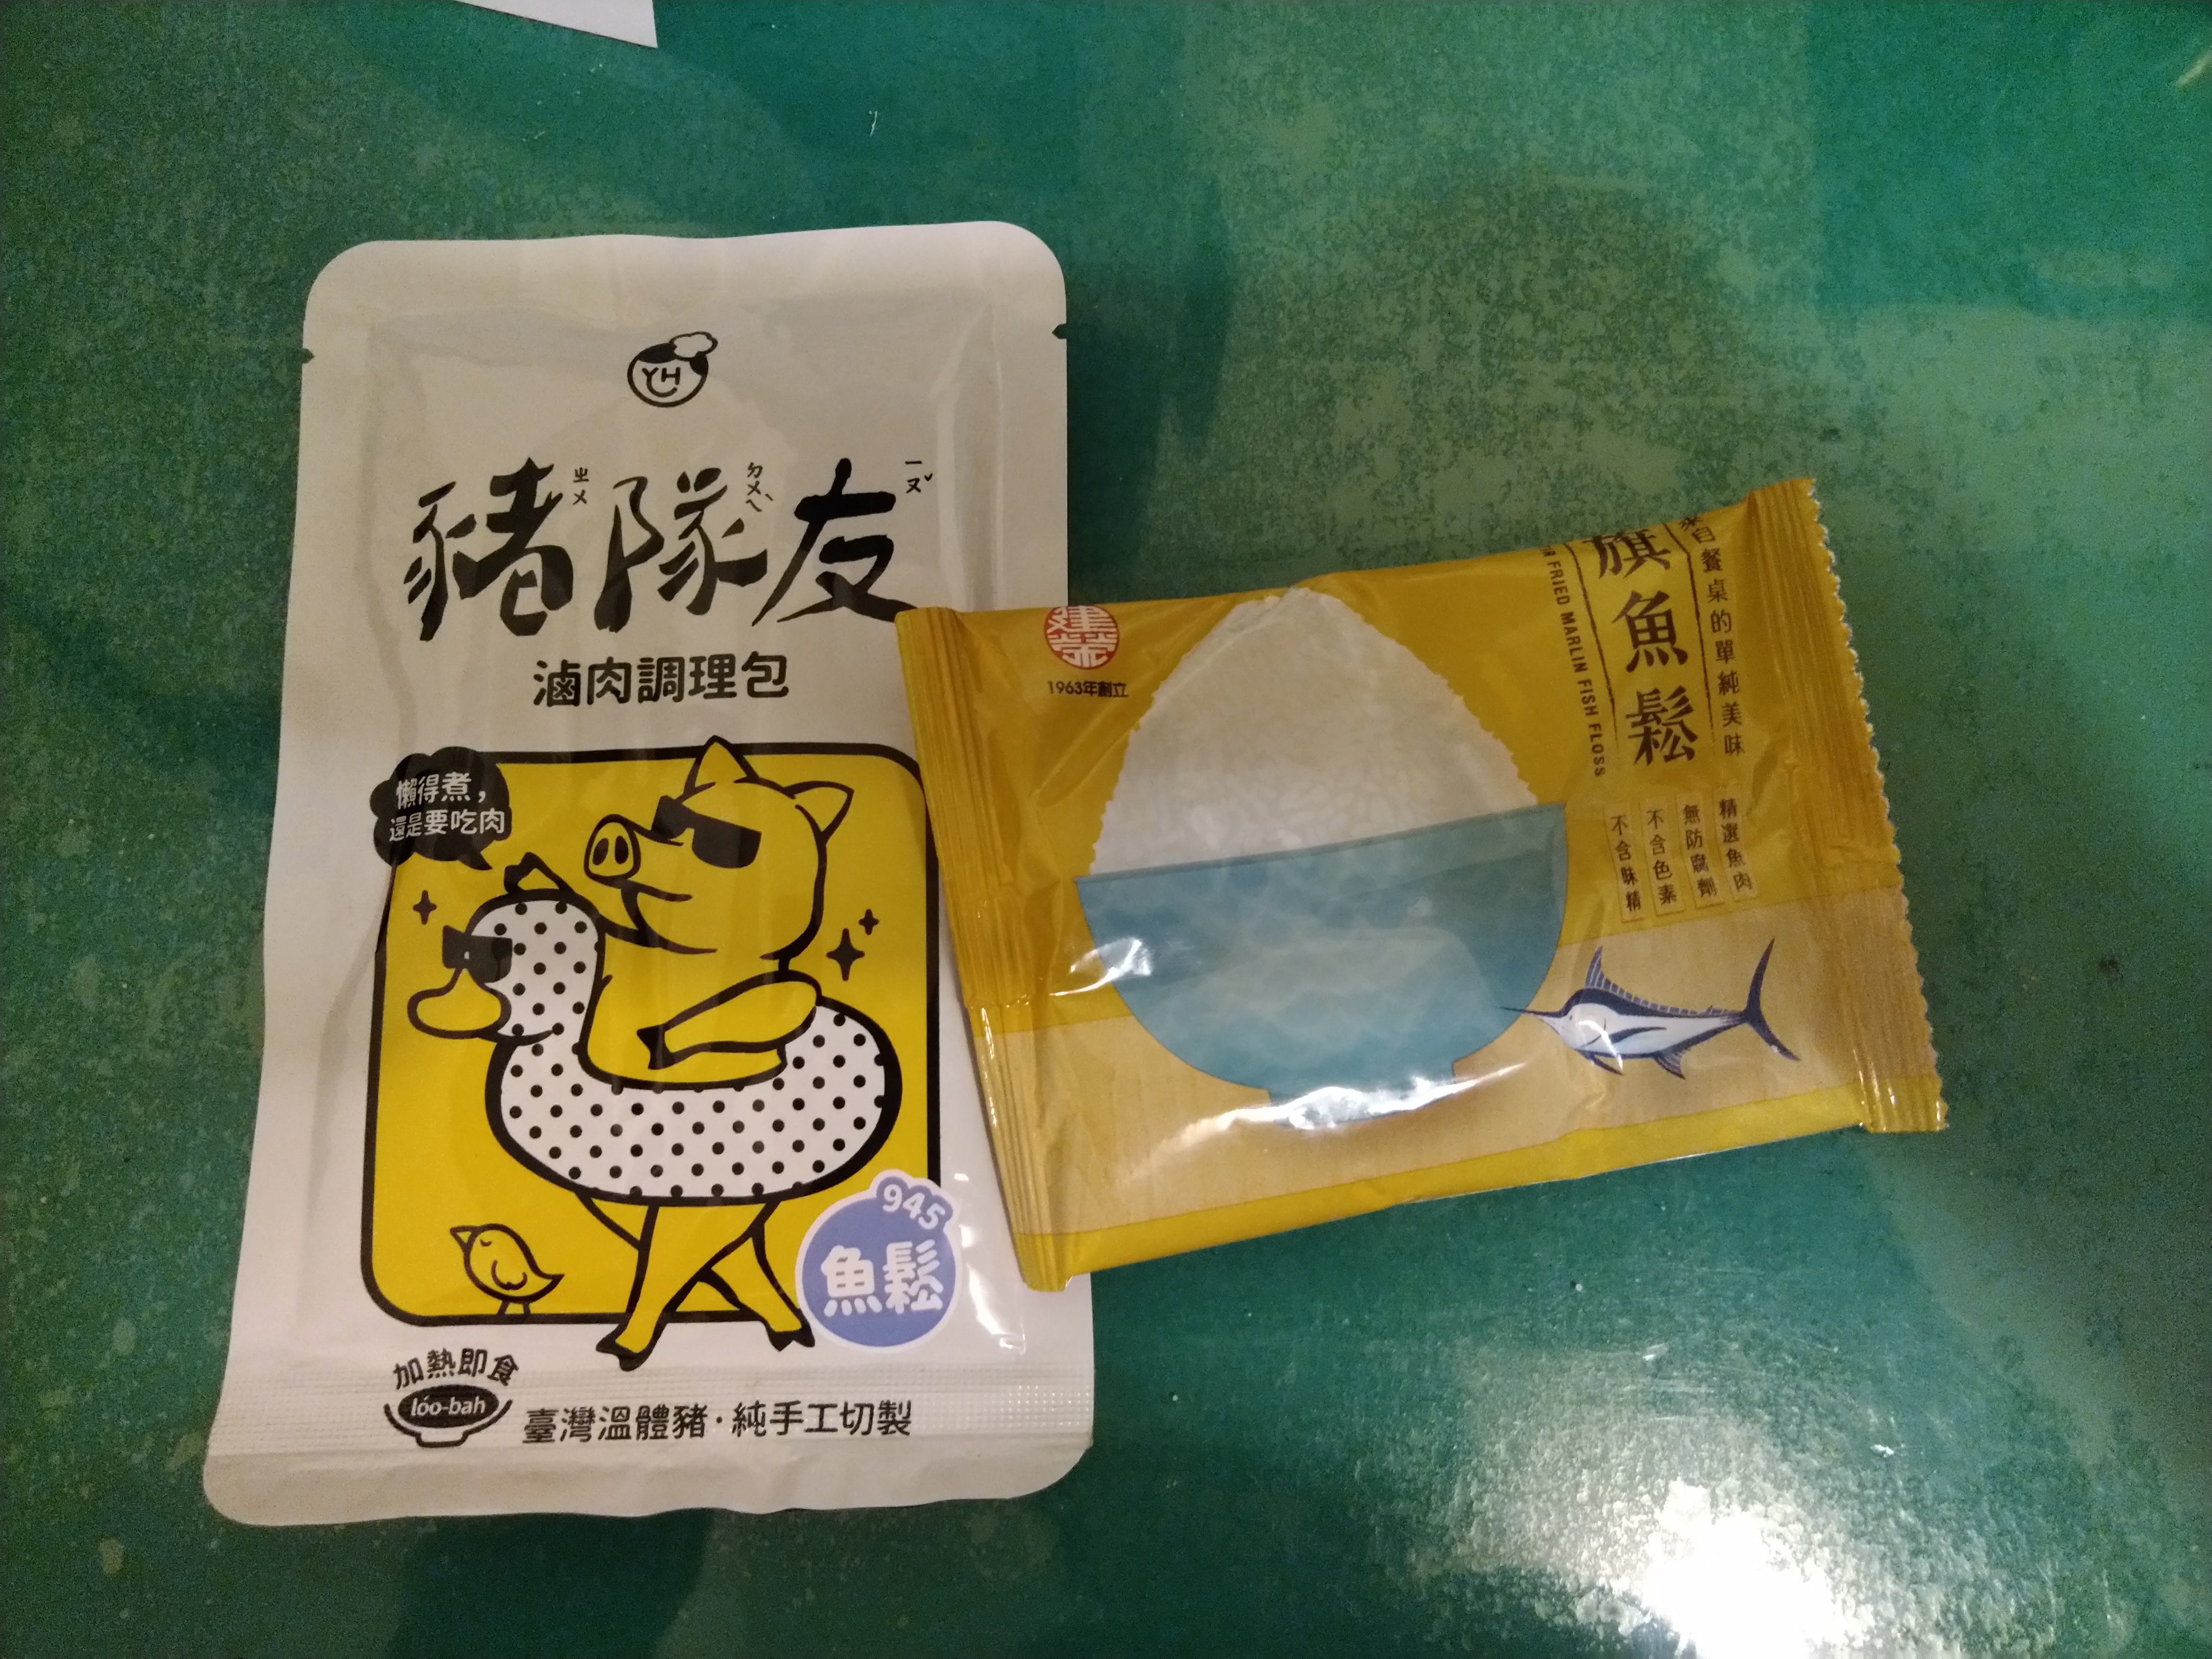 YH
豬隊友
ㄓㄨ ㄉㄨㄟˋ ㄧㄡˇ
滷肉調理包
懶得煮，
還是要吃肉
945
魚鬆
加熱即食
lóo-bah
臺灣溫體豬·純手工切製
建榮
1963年創立
來自餐桌的單純美味
旗魚鬆
FRIED MARLIN FISH FLOSS
精選魚肉
無防腐劑
不含色素
不含味精